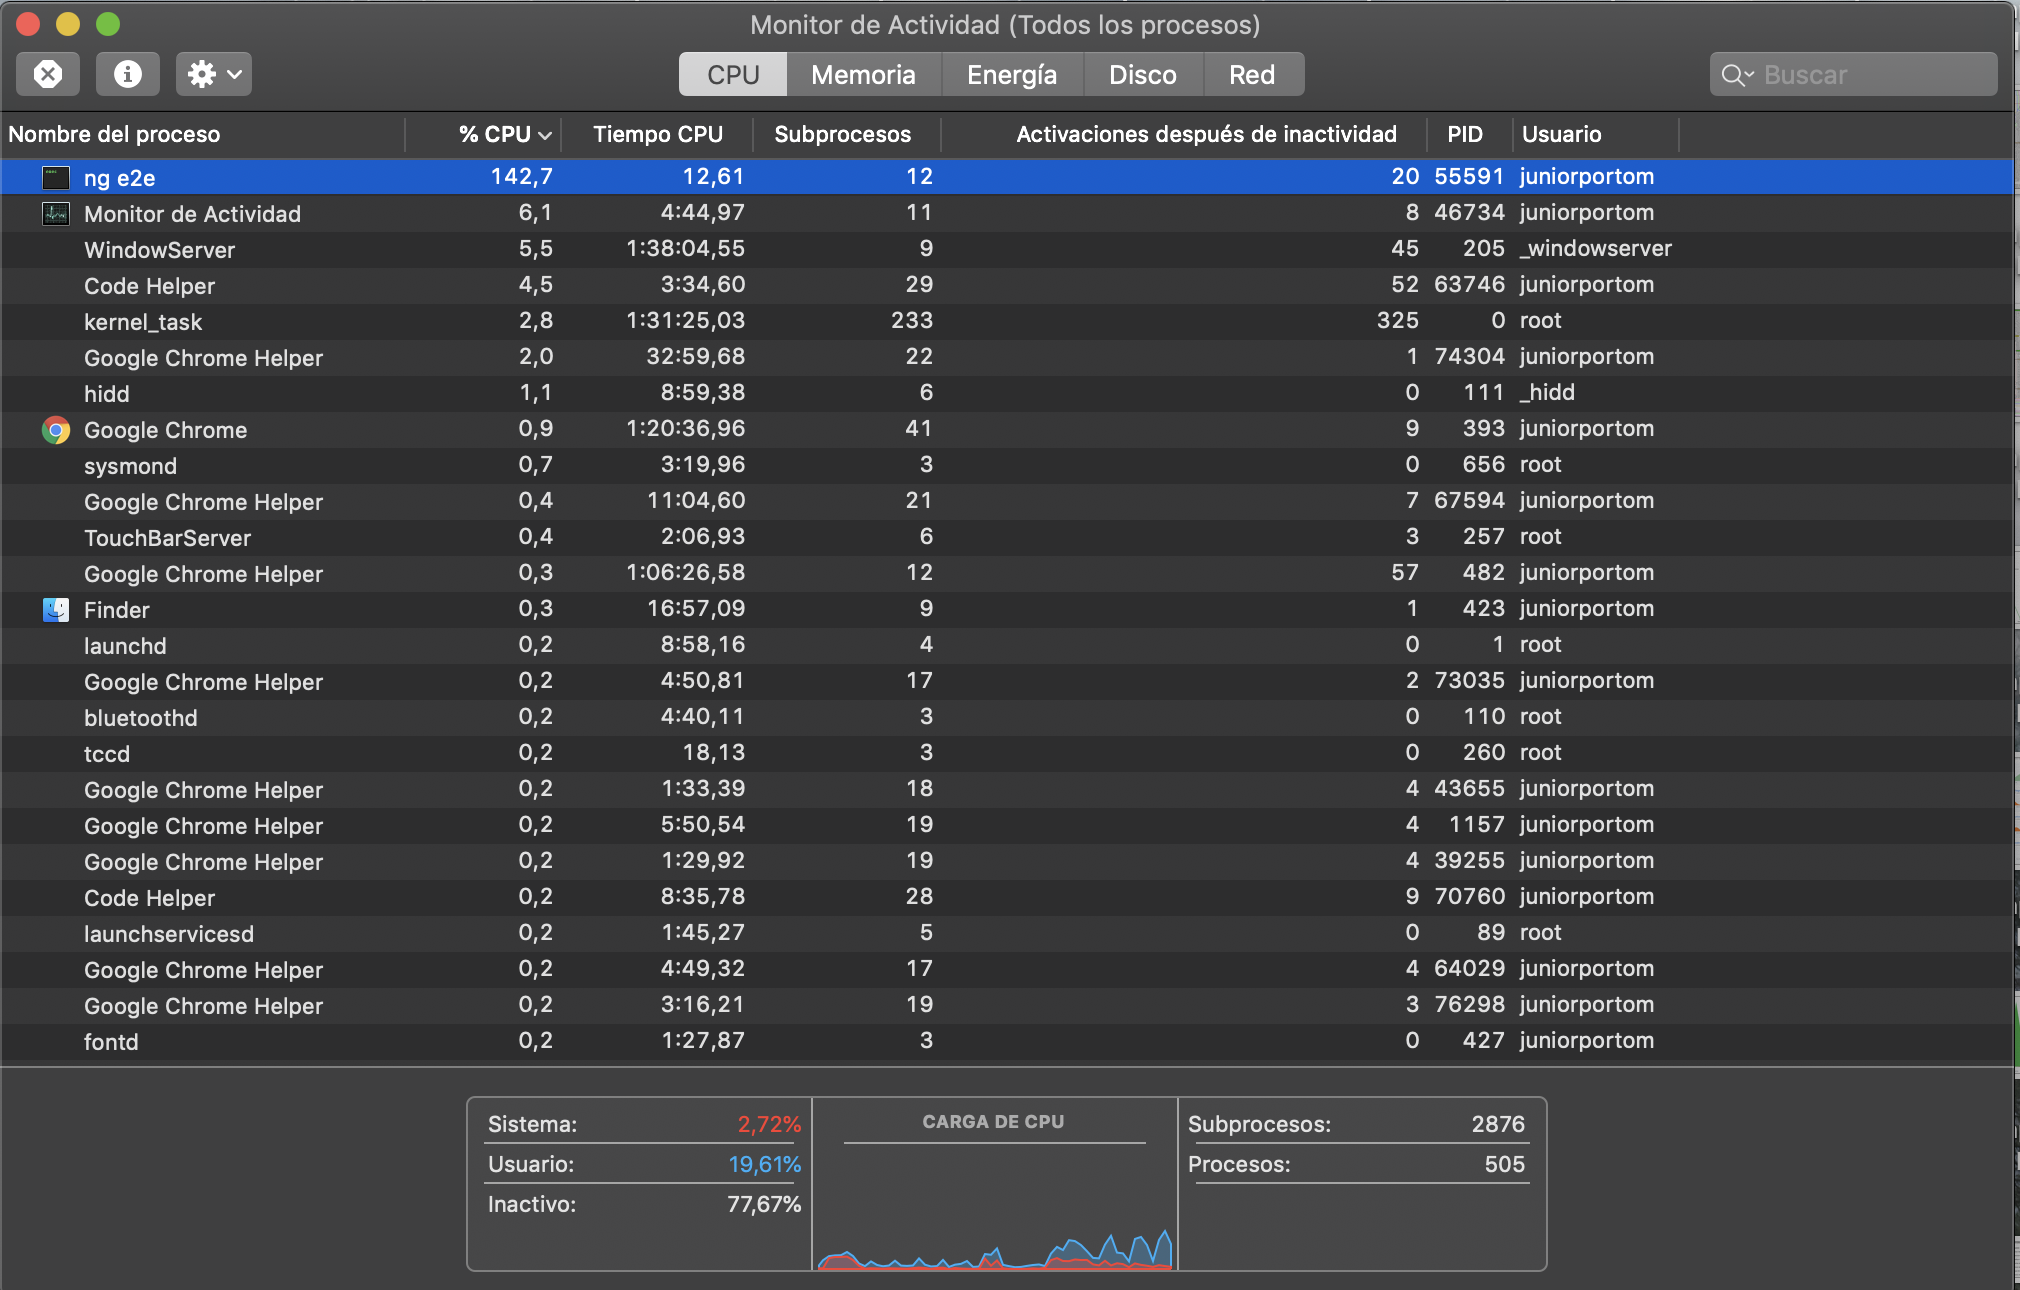 Monitor de Actividad (Todos los procesos)
CPU Memoria Energía Disco Red Buscar
Nombre del proceso % CPU Tiempo CPU Subprocesos Activaciones después de inactividad PID Usuario
ng e2e 142,7 12,61 12 20 55591 juniorportom
Monitor de Actividad 6,1 4:44,97 11 8 46734 juniorportom
WindowServer 5,5 1:38:04,55 9 45 205 _windowserver
Code Helper 4,5 3:34,60 29 52 63746 juniorportom
kernel_task 2,8 1:31:25,03 233 325 0 root
Google Chrome Helper 2,0 32:59,68 22 1 74304 juniorportom
hidd 1,1 8:59,38 6 0 111 _hidd
Google Chrome 0,9 1:20:36,96 41 9 393 juniorportom
sysmond 0,7 3:19,96 3 0 656 root
Google Chrome Helper 0,4 11:04,60 21 7 67594 juniorportom
TouchBarServer 0,4 2:06,93 6 3 257 root
Google Chrome Helper 0,3 1:06:26,58 12 57 482 juniorportom
Finder 0,3 16:57,09 9 1 423 juniorportom
launchd 0,2 8:58,16 4 0 1 root
Google Chrome Helper 0,2 4:50,81 17 2 73035 juniorportom
bluetoothd 0,2 4:40,11 3 0 110 root
tccd 0,2 18,13 3 0 260 root
Google Chrome Helper 0,2 1:33,39 18 4 43655 juniorportom
Google Chrome Helper 0,2 5:50,54 19 4 1157 juniorportom
Google Chrome Helper 0,2 1:29,92 19 4 39255 juniorportom
Code Helper 0,2 8:35,78 28 9 70760 juniorportom
launchservicesd 0,2 1:45,27 5 0 89 root
Google Chrome Helper 0,2 4:49,32 17 4 64029 juniorportom
Google Chrome Helper 0,2 3:16,21 19 3 76298 juniorportom
fontd 0,2 1:27,87 3 0 427 juniorportom
Sistema: 2,72% CARGA DE CPU Subprocesos: 2876
Usuario: 19,61% Procesos: 505
Inactivo: 77,67%